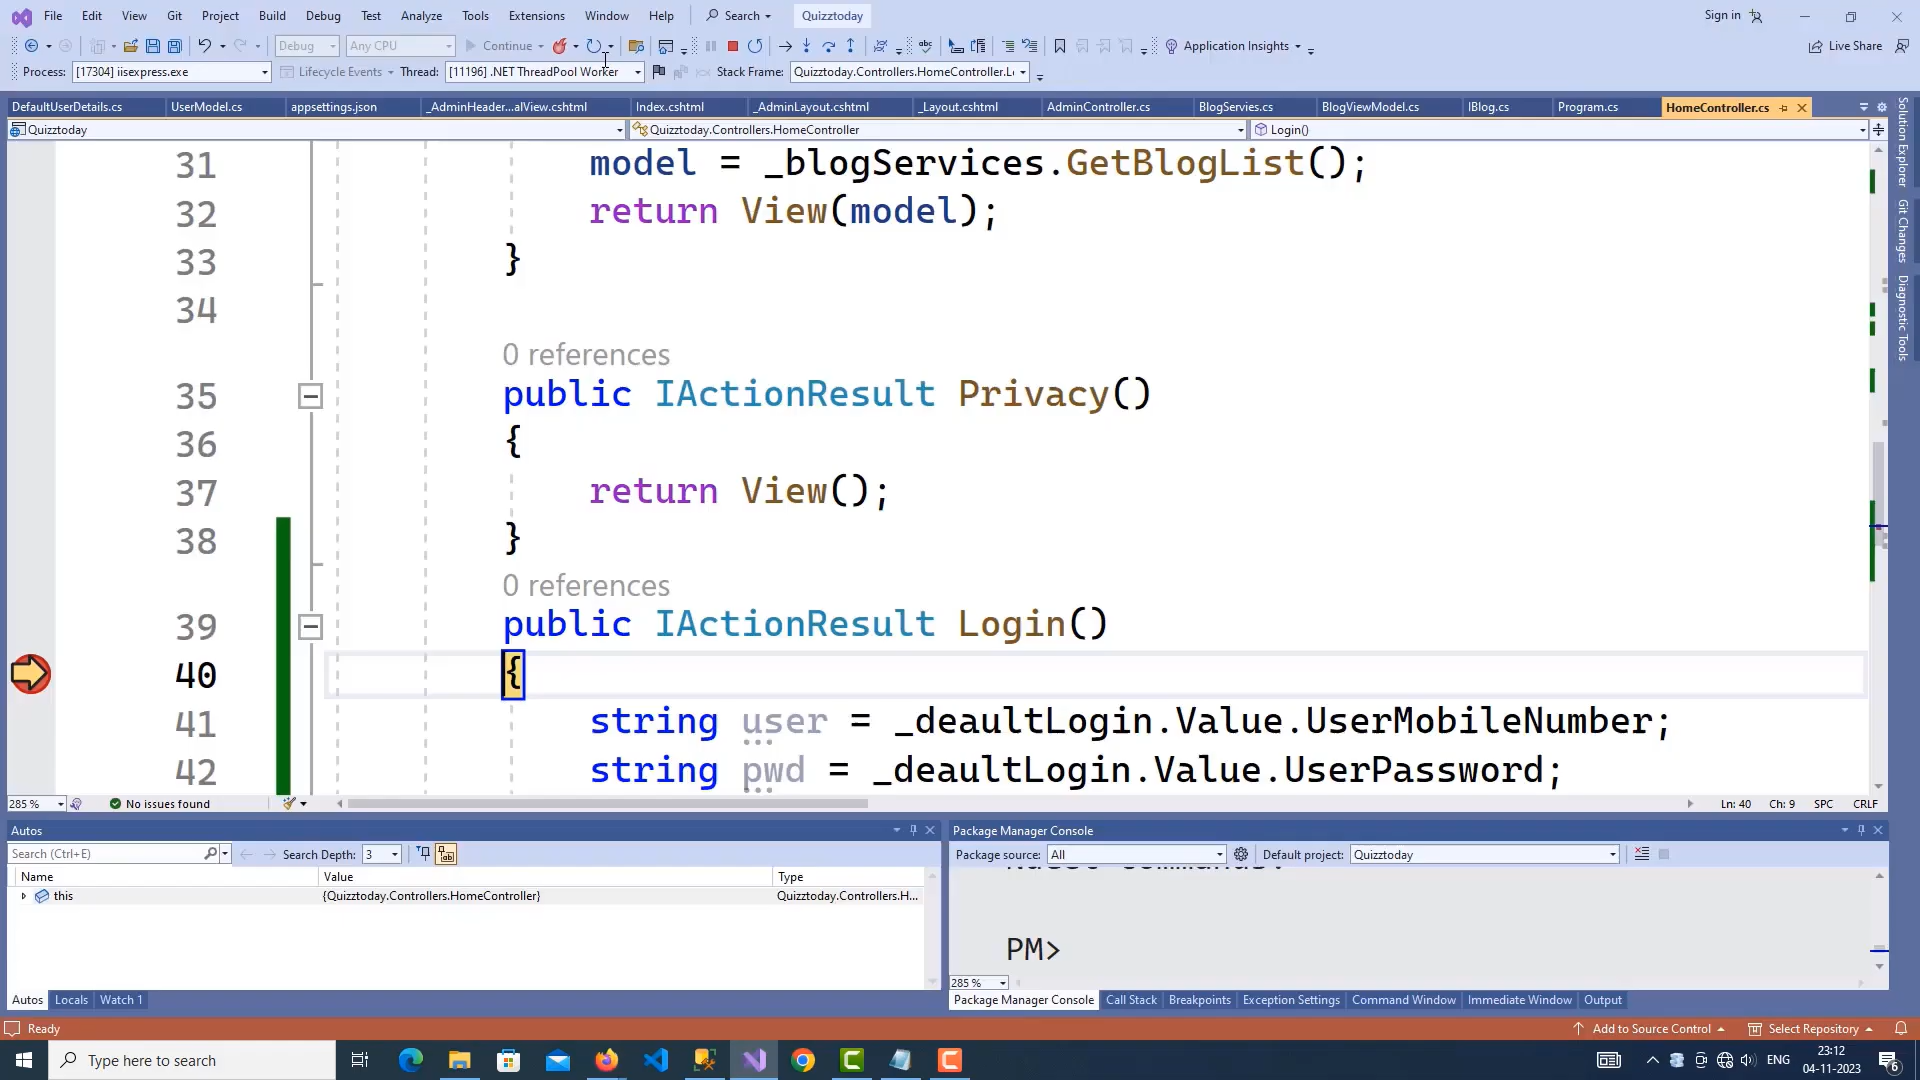 File Edit View Git Project Build Debug Test Analyze Tools Extensions Window Help Search Quizztoday Sign in
Debug Any CPU Continue Application Insights Live Share
Process: [17304] iisexpress.exe Lifecycle Events Thread: [11196] .NET ThreadPool Worker Stack Frame: Quizztoday.Controllers.HomeController.L
DefaultUserDetails.cs UserModel.cs appsettings.json _AdminHeader...alView.cshtml Index.cshtml _AdminLayout.cshtml _Layout.cshtml AdminController.cs BlogServies.cs BlogViewModel.cs IBlog.cs Program.cs HomeController.cs
Quizztoday Quizztoday.Controllers.HomeController Login()
31 model = _blogServices.GetBlogList();
32 return View(model);
33 }
34
0 references
35 public IActionResult Privacy()
36 {
37 return View();
38 }
0 references
39 public IActionResult Login()
40 {
41 string user = _deaultLogin.Value.UserMobileNumber;
42 string pwd = _deaultLogin.Value.UserPassword;
285 % No issues found Ln: 40 Ch: 9 SPC CRLF
Solution Explorer
Git Changes
Diagnostic Tools
Autos
Search (Ctrl+E) Search Depth: 3
Name Value Type
this {Quizztoday.Controllers.HomeController} Quizztoday.Controllers.H...
Autos Locals Watch 1
Package Manager Console
Package source: All Default project: Quizztoday
PM>
285 %
Package Manager Console Call Stack Breakpoints Exception Settings Command Window Immediate Window Output
Ready Add to Source Control Select Repository
Type here to search ENG 23:12
04-11-2023 6